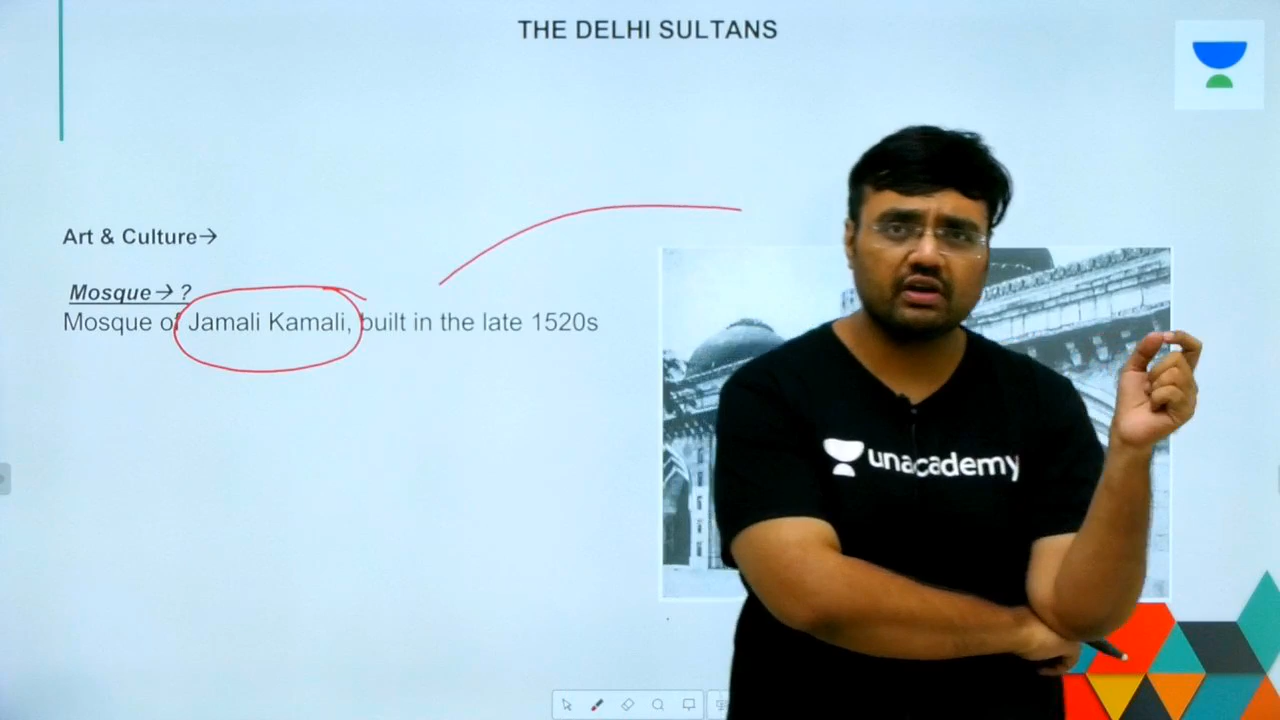 THE DELHI SULTANS
Art & Culture→
Mosque→ ?
Mosque of Jamali Kamali, built in the late 1520s
unacademy